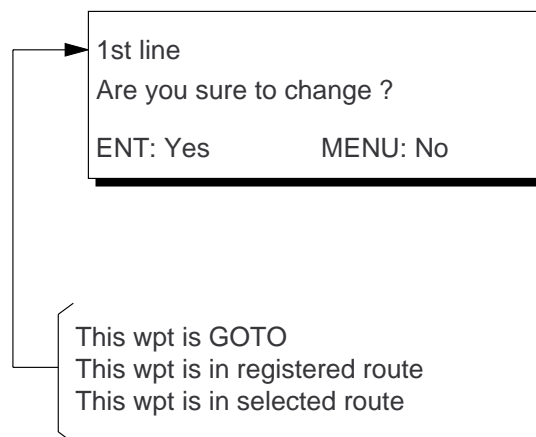 1st line
Are you sure to change ?
ENT: Yes MENU: No
This wpt is GOTO
This wpt is in registered route
This wpt is in selected route